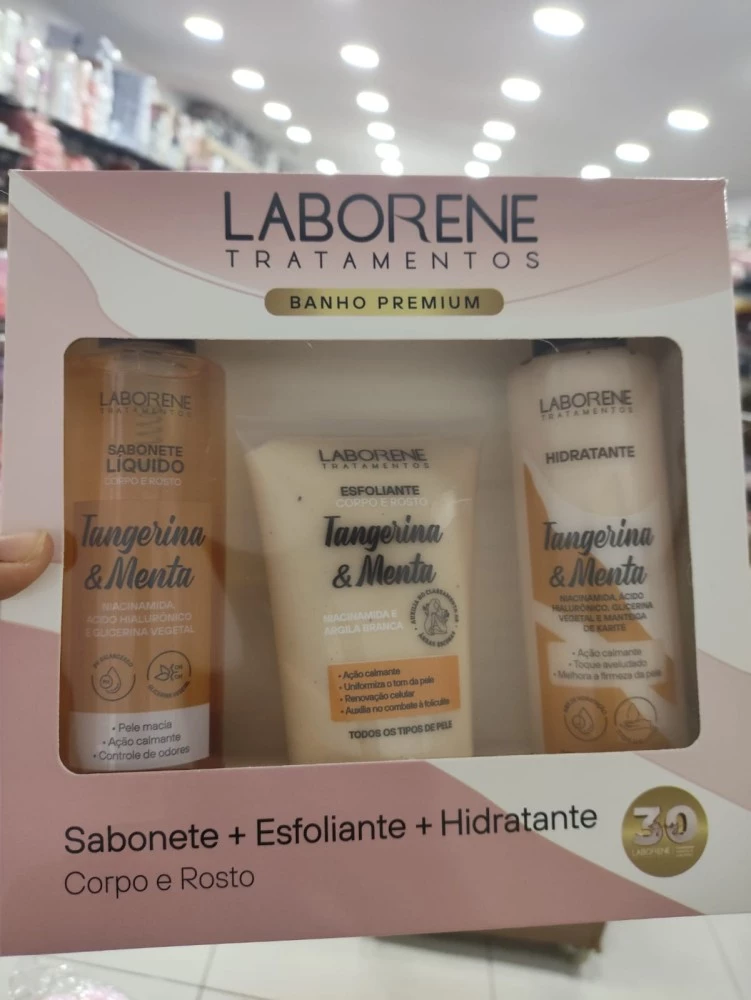 LABORENE
TRATAMENTOS
BANHO PREMIUM
LABORENE
TRATAMENTOS
SABONETE
LÍQUIDO
CORPO E ROSTO
Tangerina
& Menta
NIACINAMIDA,
ÁCIDO HIALURÔNICO
E GLICERINA VEGETAL
• Pele macia
• Ação calmante
• Controle de odores
LABORENE
TRATAMENTOS
ESFOLIANTE
CORPO E ROSTO
Tangerina
& Menta
NIACINAMIDA E
ARGILA BRANCA
• Ação calmante
• Uniformiza o tom da pele
• Renovação celular
• Auxilia no combate à foliculite
TODOS OS TIPOS DE PELE
LABORENE
TRATAMENTOS
HIDRATANTE
Tangerina
& Menta
NIACINAMIDA, ÁCIDO
HIALURÔNICO, GLICERINA
VEGETAL E MANTEIGA
DE KARITÉ
• Ação calmante
• Toque aveludado
• Melhora a firmeza da pele
Sabonete + Esfoliante + Hidratante
Corpo e Rosto
30
LABORENE